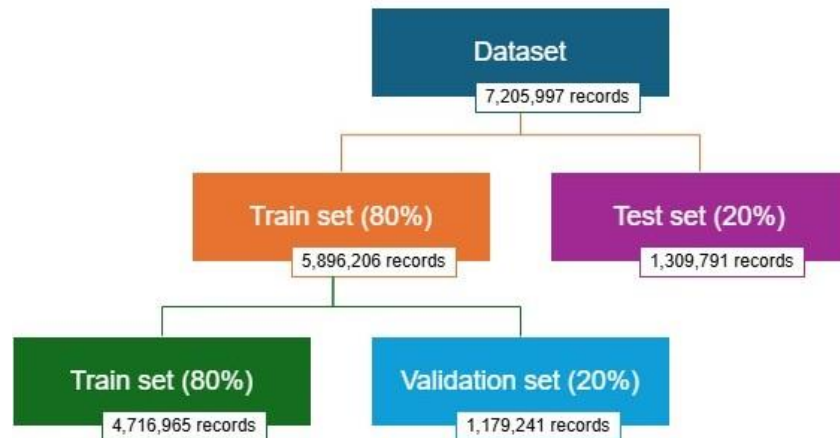 Dataset
7,205,997 records
Train set (80%)
5,896,206 records
Test set (20%)
1,309,791 records
Train set (80%)
4,716,965 records
Validation set (20%)
1,179,241 records